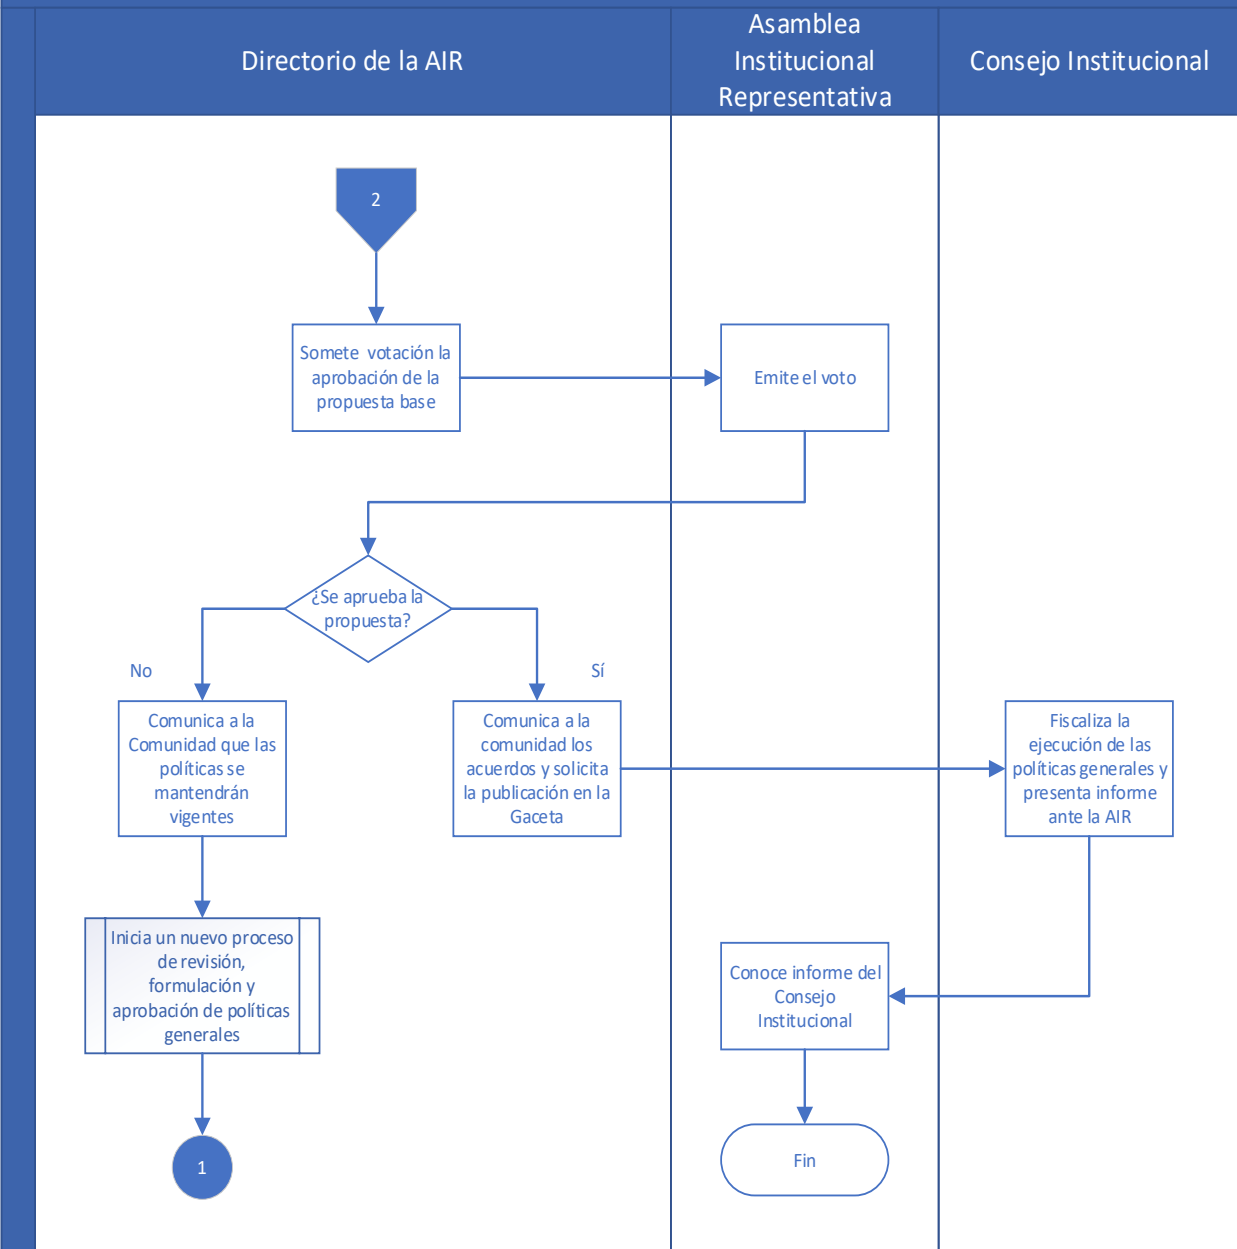 Directorio de la AIR
Asamblea
Institucional
Representativa
Consejo Institucional
2
Somete votación la
aprobación de la
propuesta base
Emite el voto
¿Se aprueba la
propuesta?
No
Sí
Comunica a la
Comunidad que las
políticas se
mantendrán
vigentes
Comunica a la
comunidad los
acuerdos y solicita
la publicación en la
Gaceta
Fiscaliza la
ejecución de las
políticas generales y
presenta informe
ante la AIR
Inicia un nuevo proceso
de revisión,
formulación y
aprobación de políticas
generales
Conoce informe del
Consejo
Institucional
1
Fin